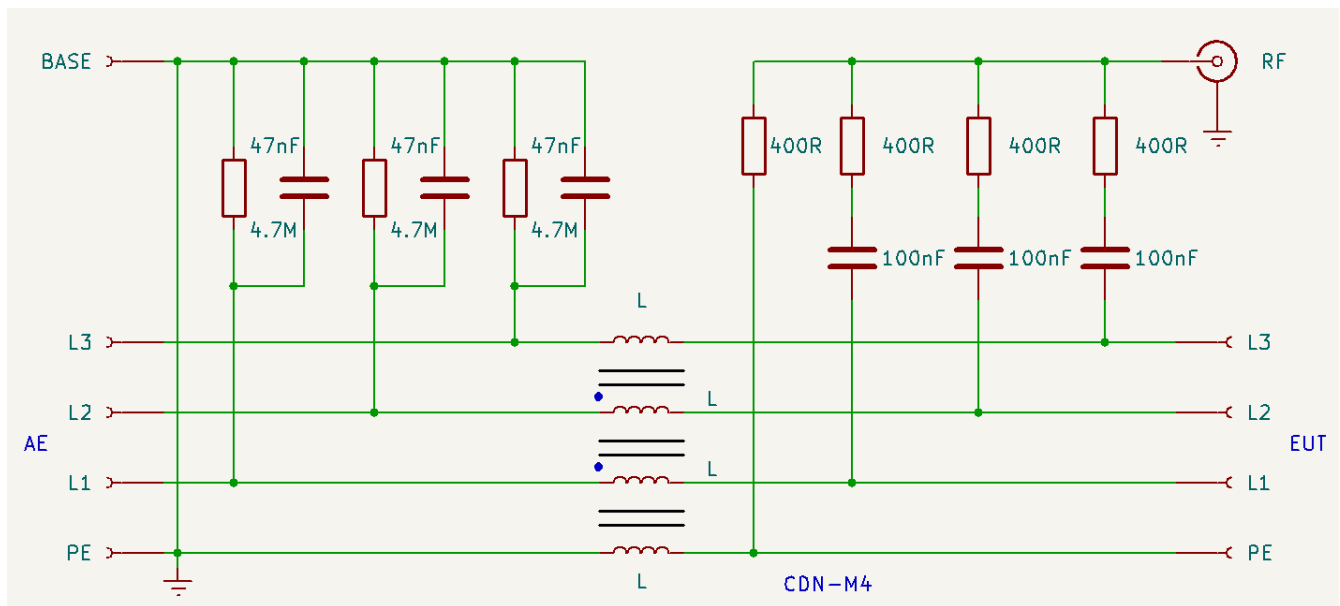 BASE
RF
47nF
47nF
47nF
400R
400R
400R
400R
4.7M
4.7M
4.7M
100nF
100nF
100nF
L
L3
L3
L
L2
L2
AE
EUT
L
L1
L1
PE
PE
L
CDN-M4